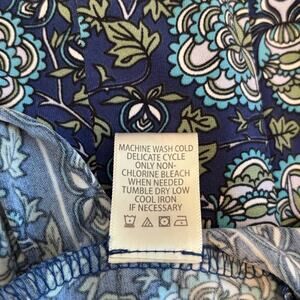 MACHINE WASH COLD
DELICATE CYCLE
ONLY NON-
CHLORINE BLEACH
WHEN NEEDED
TUMBLE DRY LOW
COOL IRON
IF NECESSARY